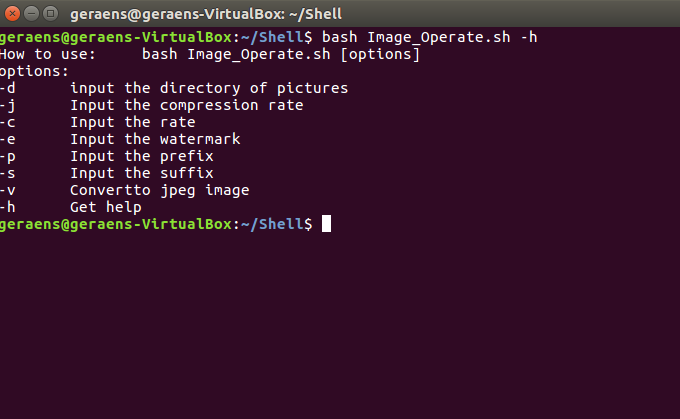 geraens@geraens-VirtualBox: ~/Shell
geraens@geraens-VirtualBox:~/Shell$ bash Image_Operate.sh -h
How to use:     bash Image_Operate.sh [options]
options:
-d      input the directory of pictures
-j      Input the compression rate
-c      Input the rate
-e      Input the watermark
-p      Input the prefix
-s      Input the suffix
-v      Convertto jpeg image
-h      Get help
geraens@geraens-VirtualBox:~/Shell$